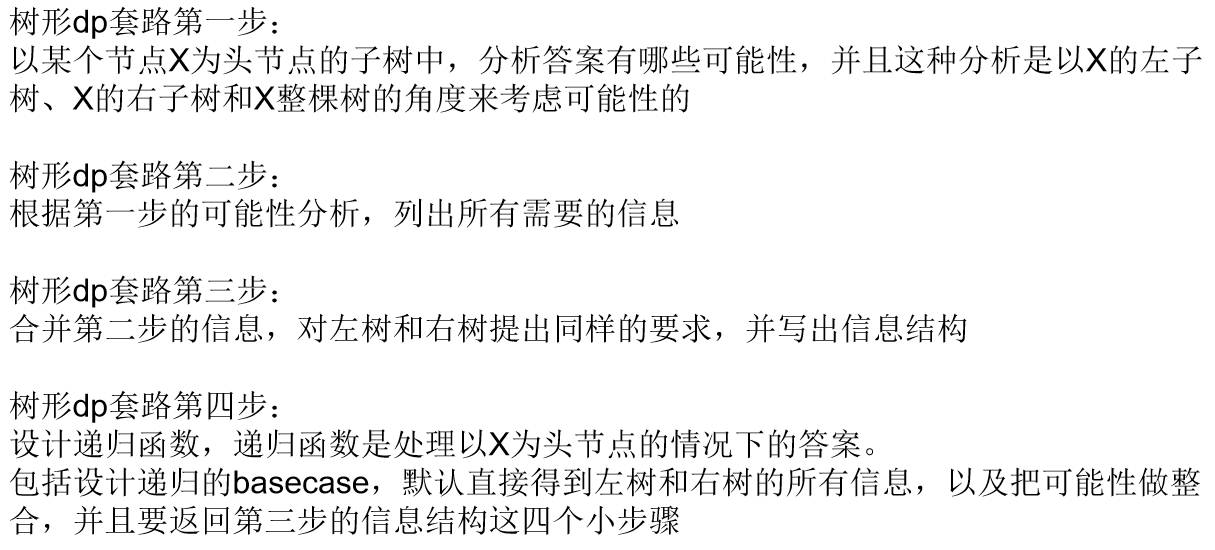 树形dp套路第一步：
以某个节点X为头节点的子树中，分析答案有哪些可能性，并且这种分析是以X的左子
树、X的右子树和X整棵树的角度来考虑可能性的
树形dp套路第二步：
根据第一步的可能性分析，列出所有需要的信息
树形dp套路第三步：
合并第二步的信息，对左树和右树提出同样的要求，并写出信息结构
树形dp套路第四步：
设计递归函数，递归函数是处理以X为头节点的情况下的答案。
包括设计递归的basecase，默认直接得到左树和右树的所有信息，以及把可能性做整
合，并且要返回第三步的信息结构这四个小步骤